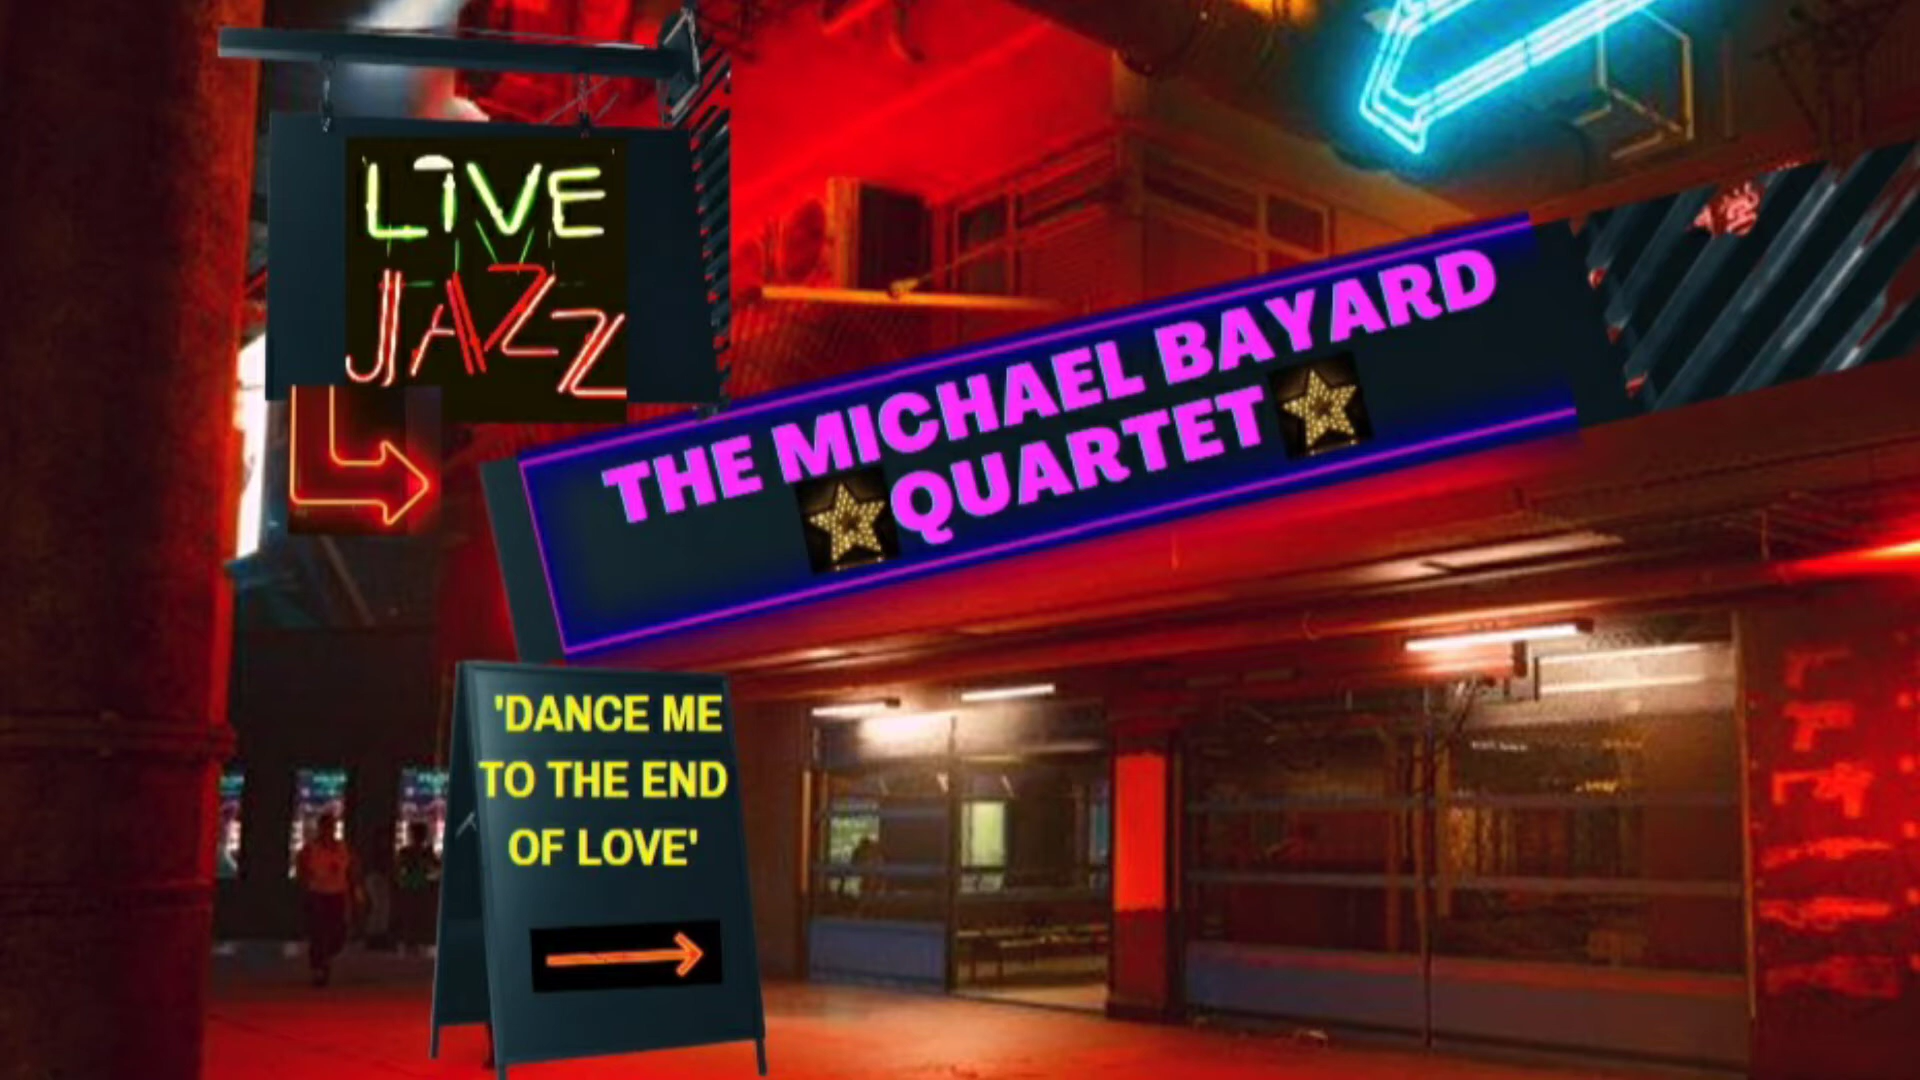 LIVE
JAZZ
THE MICHAEL BAYARD
QUARTET
'DANCE ME
TO THE END
OF LOVE'